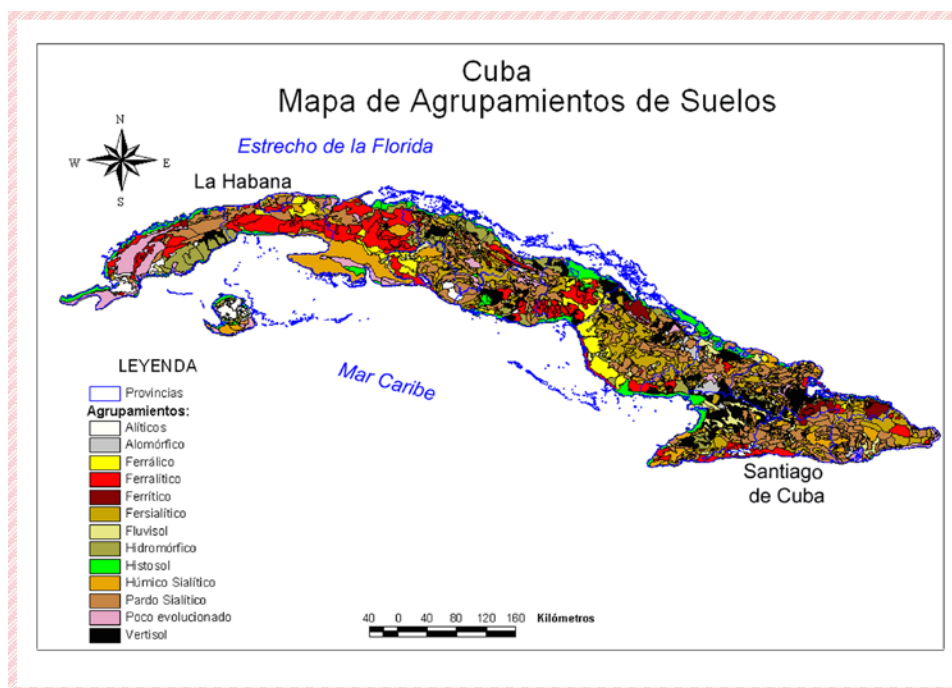 Cuba
Mapa de Agrupamientos de Suelos
N
Estrecho de la Florida
W
E
S
La Habana
Mar Caribe
LEYENDA
Provincias
Agrupamientos:
Alíticos
Alomórfico
Ferrálico
Ferralítico
Ferrítico
Fersialítico
Fluvisol
Hidromórfico
Histosol
Húmico Sialítico
Pardo Sialítico
Poco evolucionado
Vertisol
Santiago
de Cuba
40 0 40 80 120 160 Kilómetros